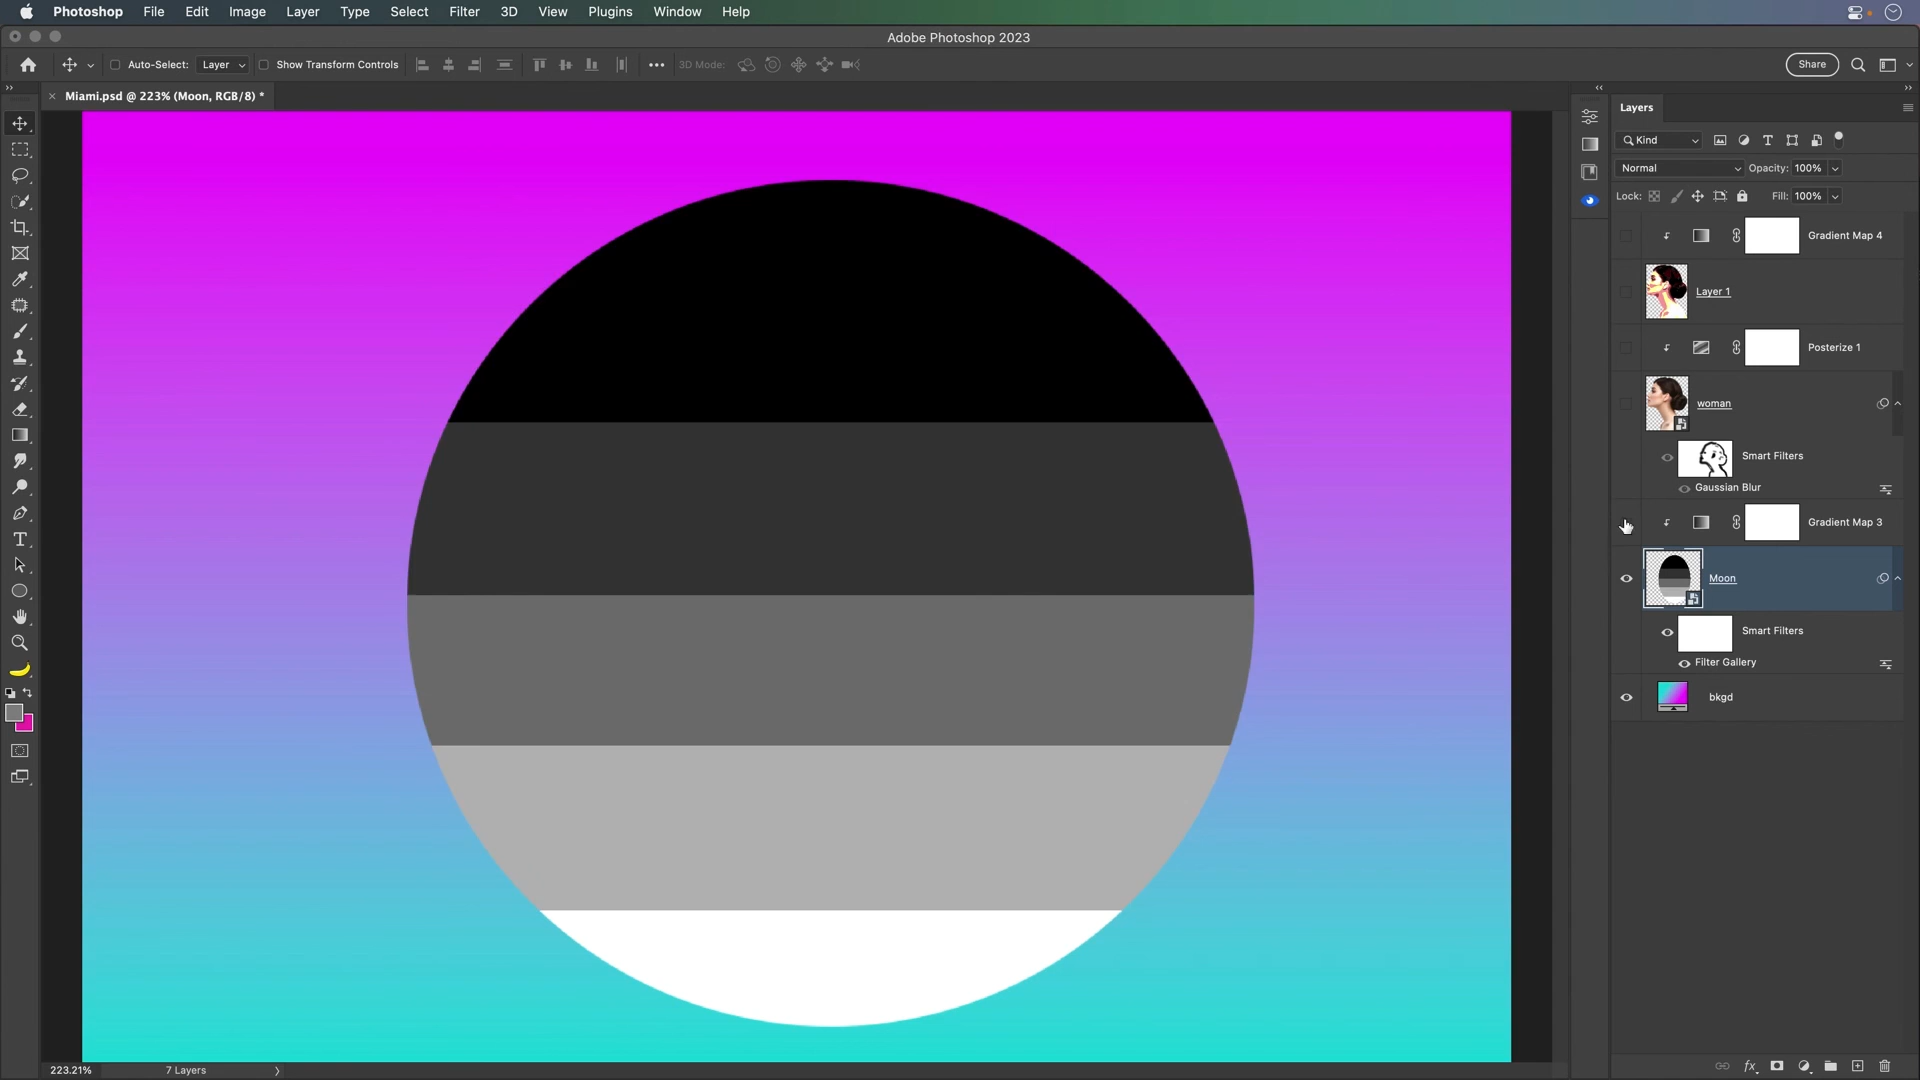 Photoshop File Edit Image Layer Type Select Filter 3D View Plugins Window Help
Adobe Photoshop 2023
Auto-Select: Layer Show Transform Controls 3D Mode: Share
Miami.psd @ 223% (Moon, RGB/8) *
Layers
Kind
Normal Opacity: 100%
Lock: Fill: 100%
Gradient Map 4
Layer 1
Posterize 1
woman
Smart Filters
Gaussian Blur
Gradient Map 3
Moon
Smart Filters
Filter Gallery
bkgd
223.21% 7 Layers